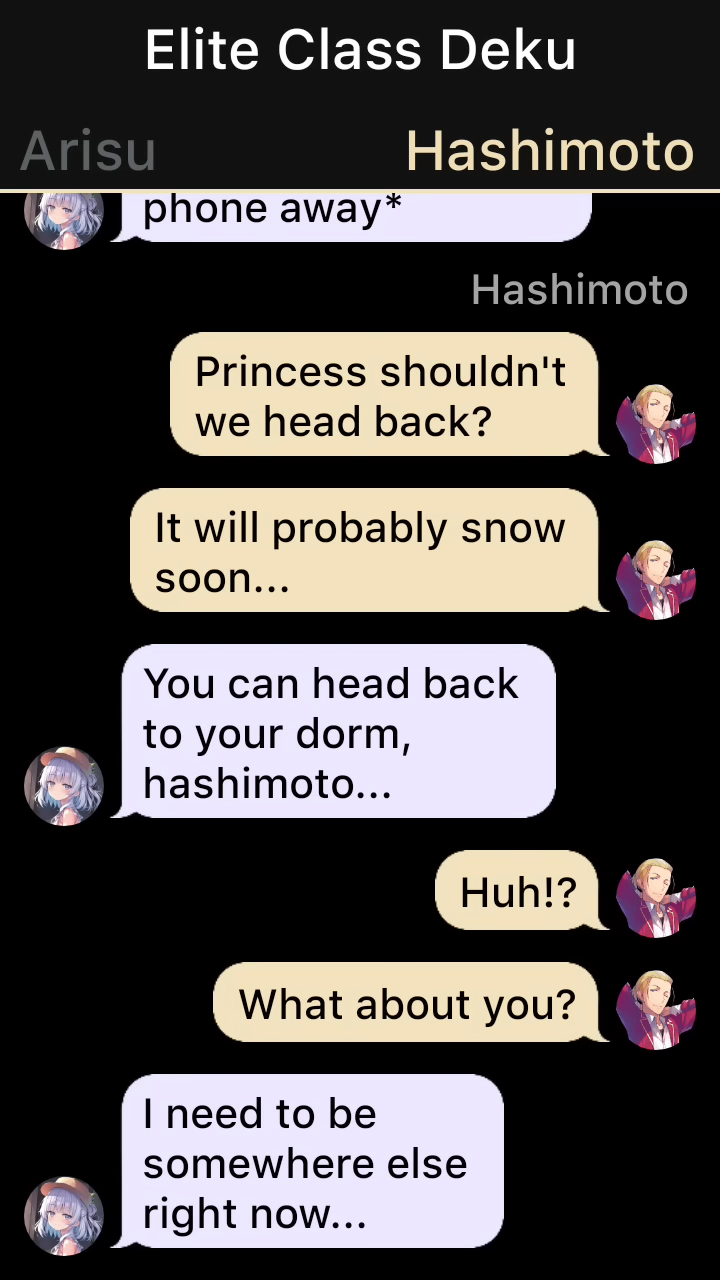 Elite Class Deku
Arisu
Hashimoto
phone away*
Hashimoto
Princess shouldn't
we head back?
It will probably snow
soon...
You can head back
to your dorm,
hashimoto...
Huh!?
What about you?
I need to be
somewhere else
right now...